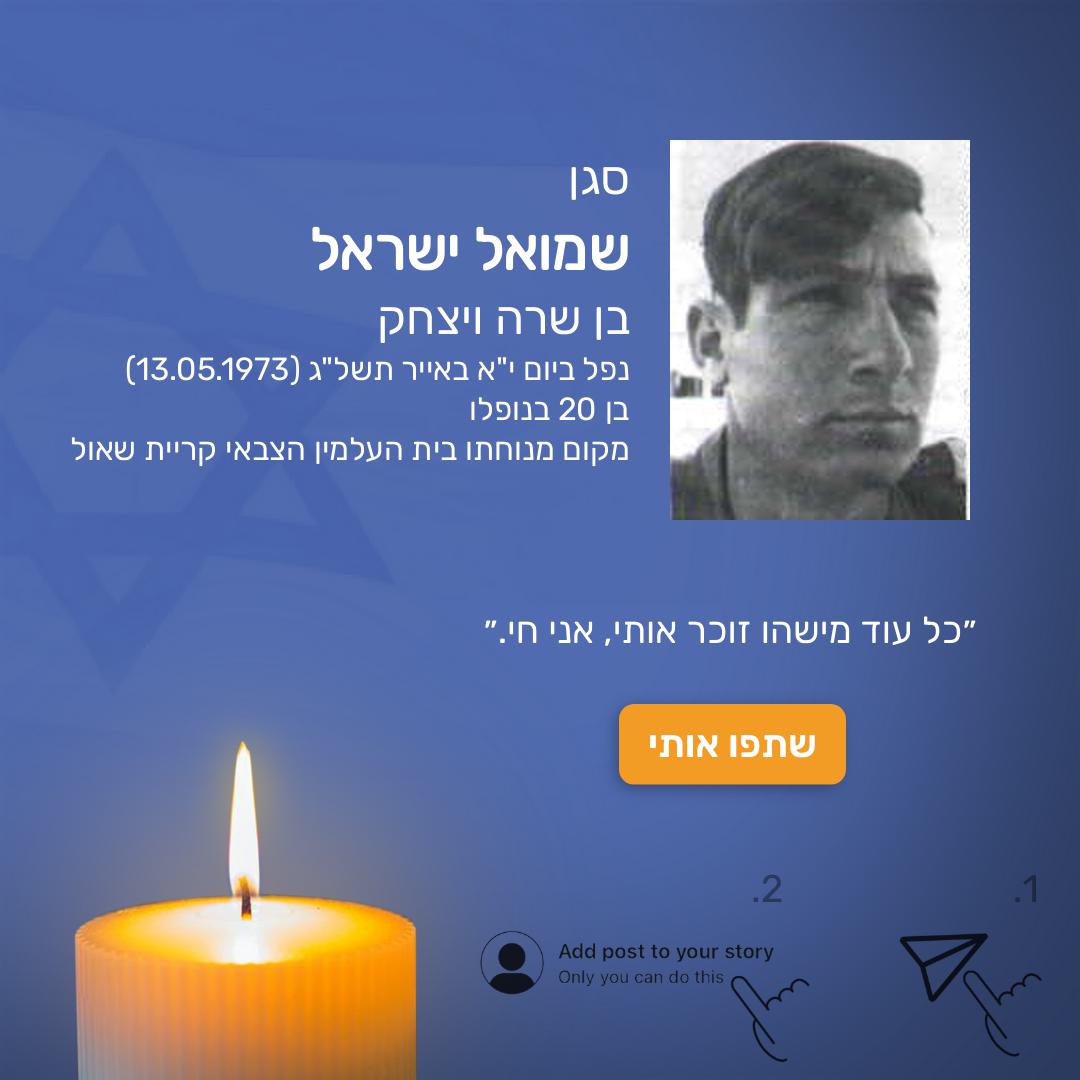 סגן
שמואל ישראל
בן שרה ויצחק
נפל ביום י"א באייר תשל"ג (13.05.1973)
בן 20 בנופלו
מקום מנוחתו בית העלמין הצבאי קריית שאול
״כל עוד מישהו זוכר אותי, אני חי.״
שתפו אותי
.1
.2
Add post to your story
Only you can do this